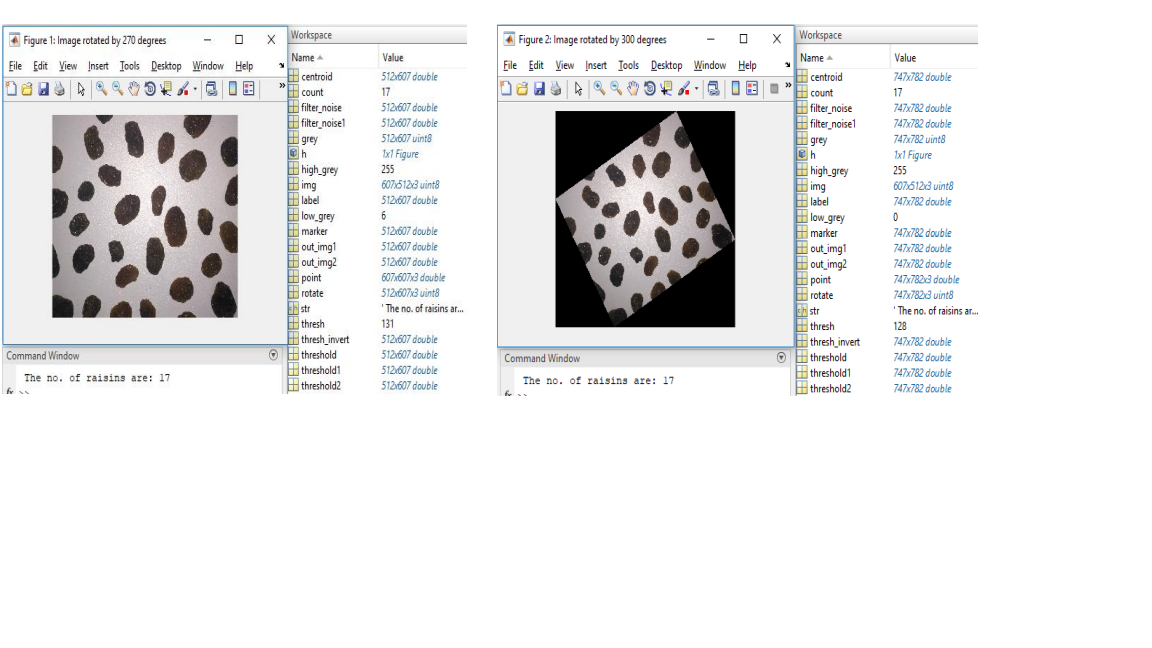 Figure 1: Image rotated by 270 degrees
File Edit View Insert Tools Desktop Window Help
Workspace
Name Value
centroid 512x607 double
count 17
filter_noise 512x607 double
filter_noise1 512x607 double
grey 512x607 uint8
h 1x1 Figure
high_grey 255
img 607x512x3 uint8
label 512x607 double
low_grey 6
marker 512x607 double
out_img1 512x607 double
out_img2 512x607 double
point 607x607x3 double
rotate 512x607x3 uint8
str ' The no. of raisins ar...
thresh 131
thresh_invert 512x607 double
threshold 512x607 double
threshold1 512x607 double
threshold2 512x607 double
Command Window
The no. of raisins are: 17
fx >>
Figure 2: Image rotated by 300 degrees
File Edit View Insert Tools Desktop Window Help
Workspace
Name Value
centroid 747x782 double
count 17
filter_noise 747x782 double
filter_noise1 747x782 double
grey 747x782 uint8
h 1x1 Figure
high_grey 255
img 607x512x3 uint8
label 747x782 double
low_grey 0
marker 747x782 double
out_img1 747x782 double
out_img2 747x782 double
point 747x782x3 double
rotate 747x782x3 uint8
str ' The no. of raisins ar...
thresh 128
thresh_invert 747x782 double
threshold 747x782 double
threshold1 747x782 double
threshold2 747x782 double
Command Window
The no. of raisins are: 17
fx >>